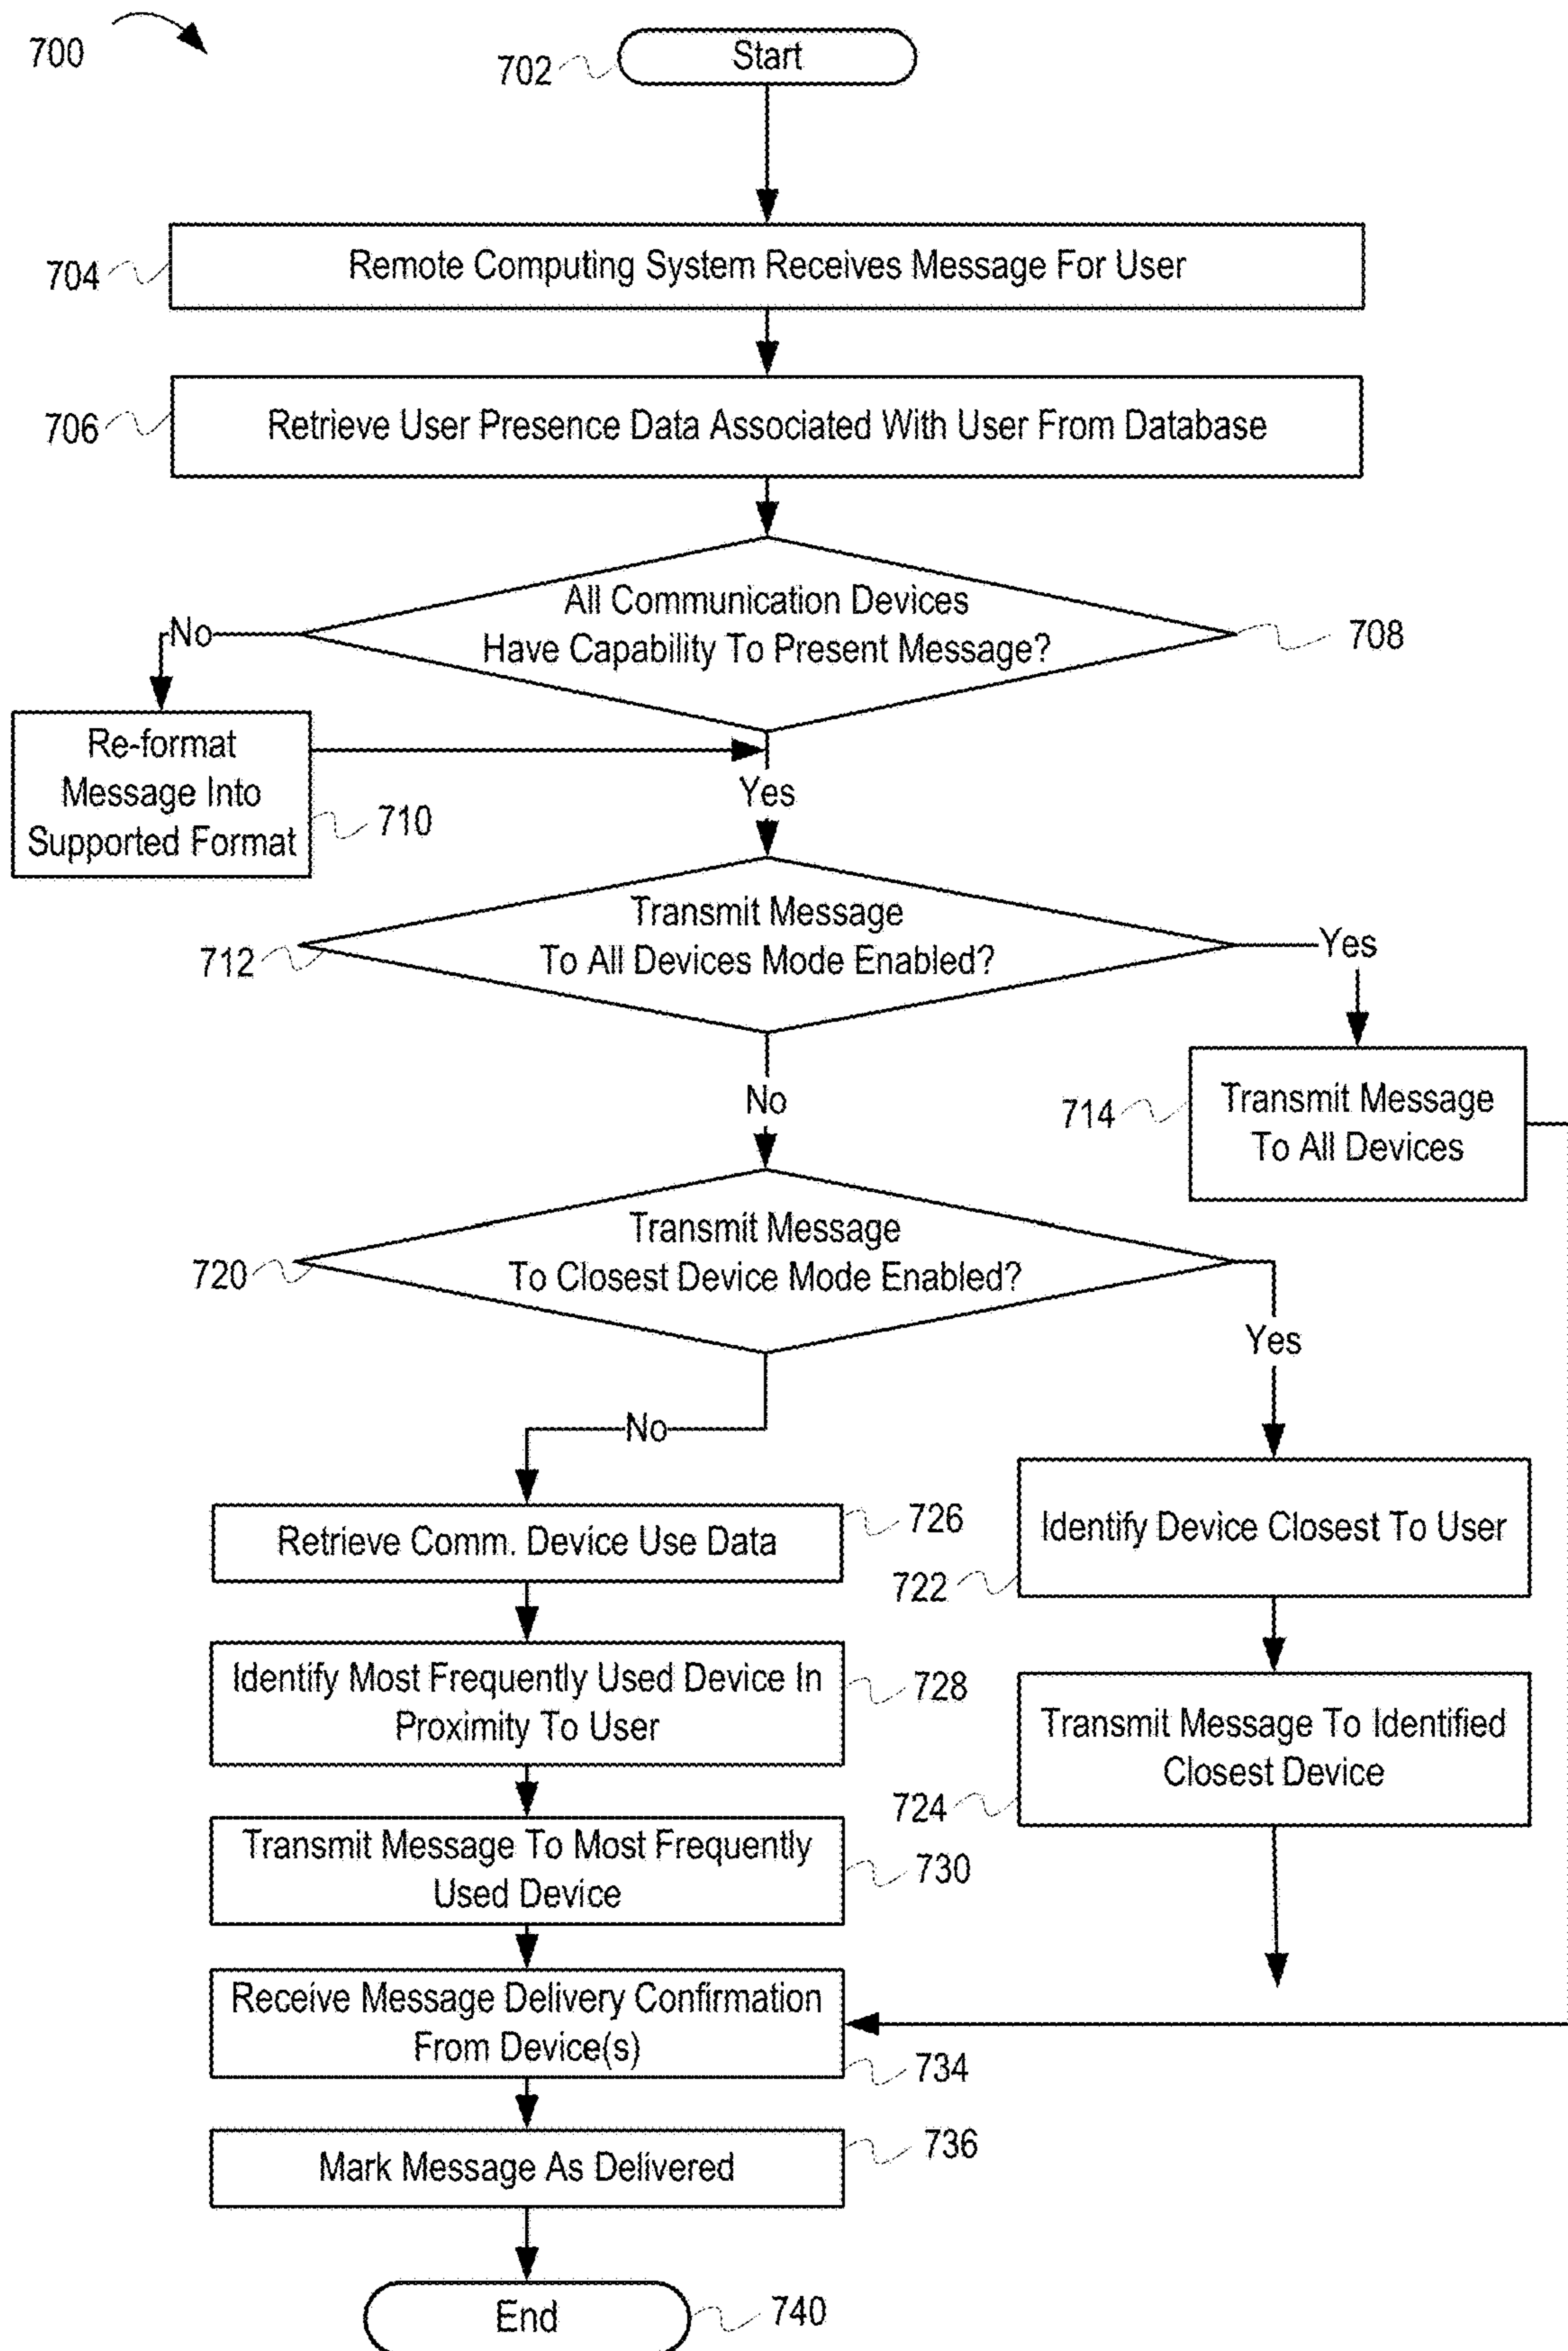 700
702
Start
704
Remote Computing System Receives Message For User
706
Retrieve User Presence Data Associated With User From Database
All Communication Devices
Have Capability To Present Message?
708
No
Re-format
Message Into
Supported Format
710
Yes
Transmit Message
To All Devices Mode Enabled?
712
Yes
No
714
Transmit Message
To All Devices
Transmit Message
To Closest Device Mode Enabled?
720
Yes
No
Retrieve Comm. Device Use Data
726
Identify Device Closest To User
722
Identify Most Frequently Used Device In
Proximity To User
728
Transmit Message To Identified
Closest Device
724
Transmit Message To Most Frequently
Used Device
730
Receive Message Delivery Confirmation
From Device(s)
734
Mark Message As Delivered
736
End
740